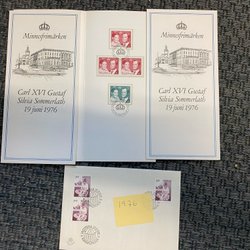 Minnesfrimärken
Carl XVI Gustaf
Silvia Sommerlath
19 juni 1976
Minnesfrimärken
Carl XVI Gustaf
Silvia Sommerlath
19 juni 1976
1976